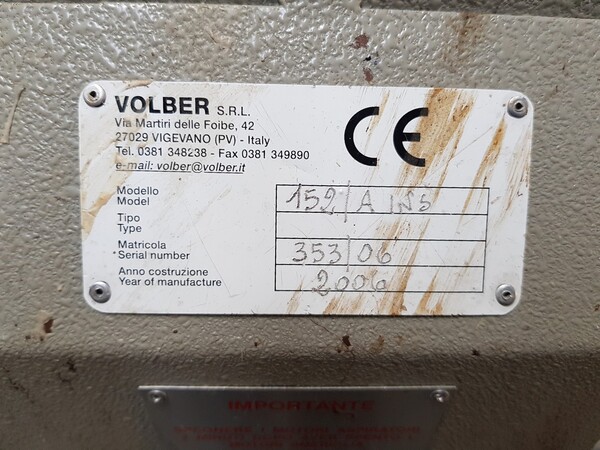 VOLBER S.R.L.
Via Martiri delle Foibe, 42
27029 VIGEVANO (PV) - Italy
Tel. 0381 348238 - Fax 0381 349890
e-mail: volber@volber.it
CE
Modello
Model
152/A INS
Tipo
Type
Matricola
Serial number
353/06
Anno costruzione
Year of manufacture
2006
IMPORTANTE